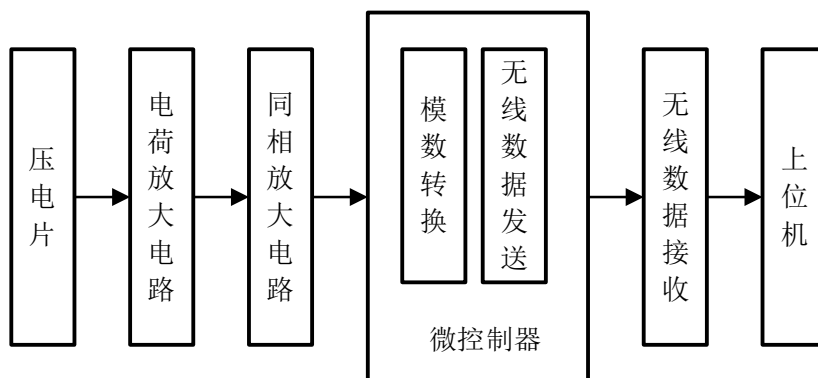 压电片
电荷放大电路
同相放大电路
模数转换
无线数据发送
微控制器
无线数据接收
上位机